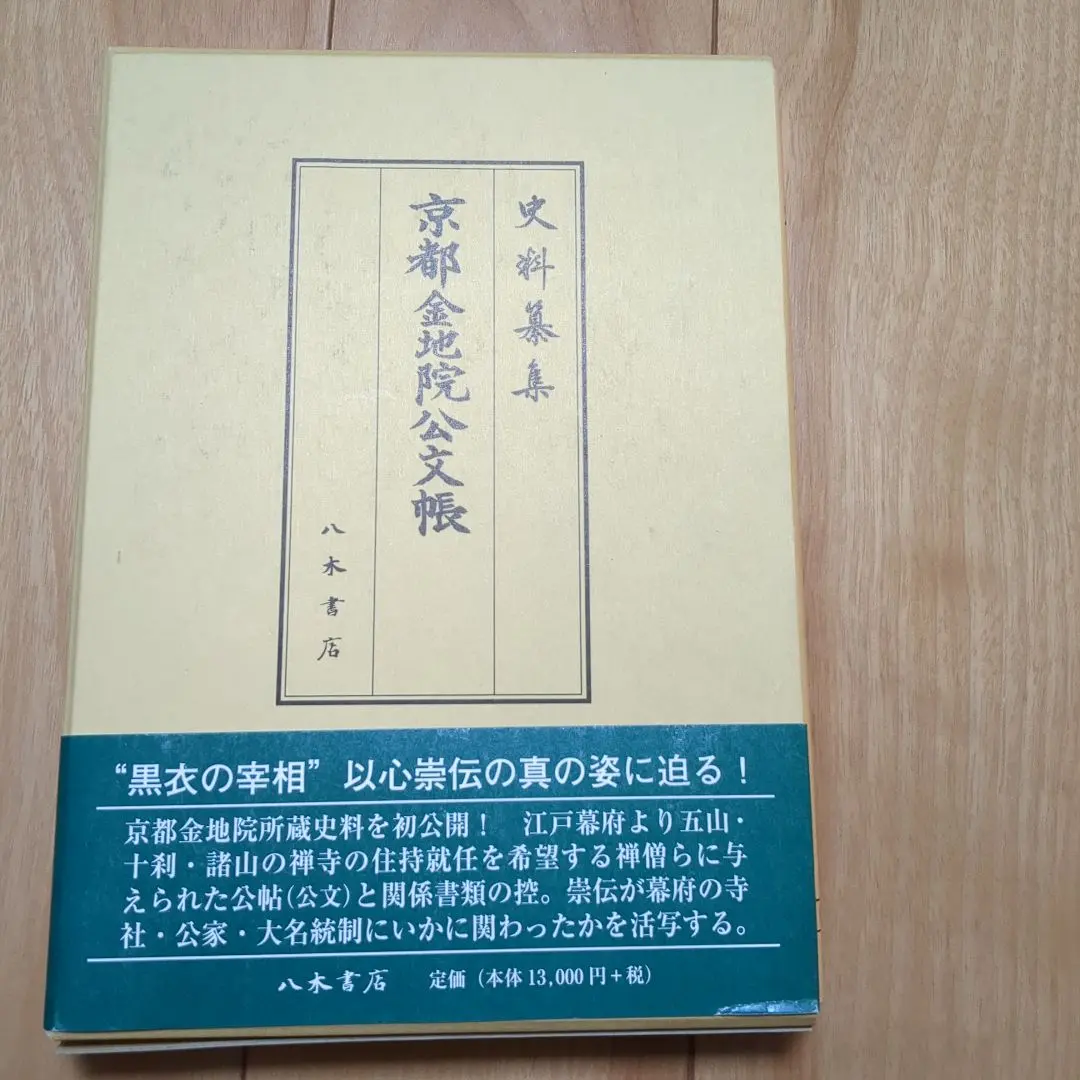 史料纂集
京都金地院公文帳
八木書店
“黒衣の宰相” 以心崇伝の真の姿に迫る！
京都金地院所蔵史料を初公開！　江戸幕府より五山・
十刹・諸山の禅寺の住持就任を希望する禅僧らに与
えられた公帖(公文)と関係書類の控。崇伝が幕府の寺
社・公家・大名統制にいかに関わったかを活写する。
八木書店　定価（本体13,000円＋税）